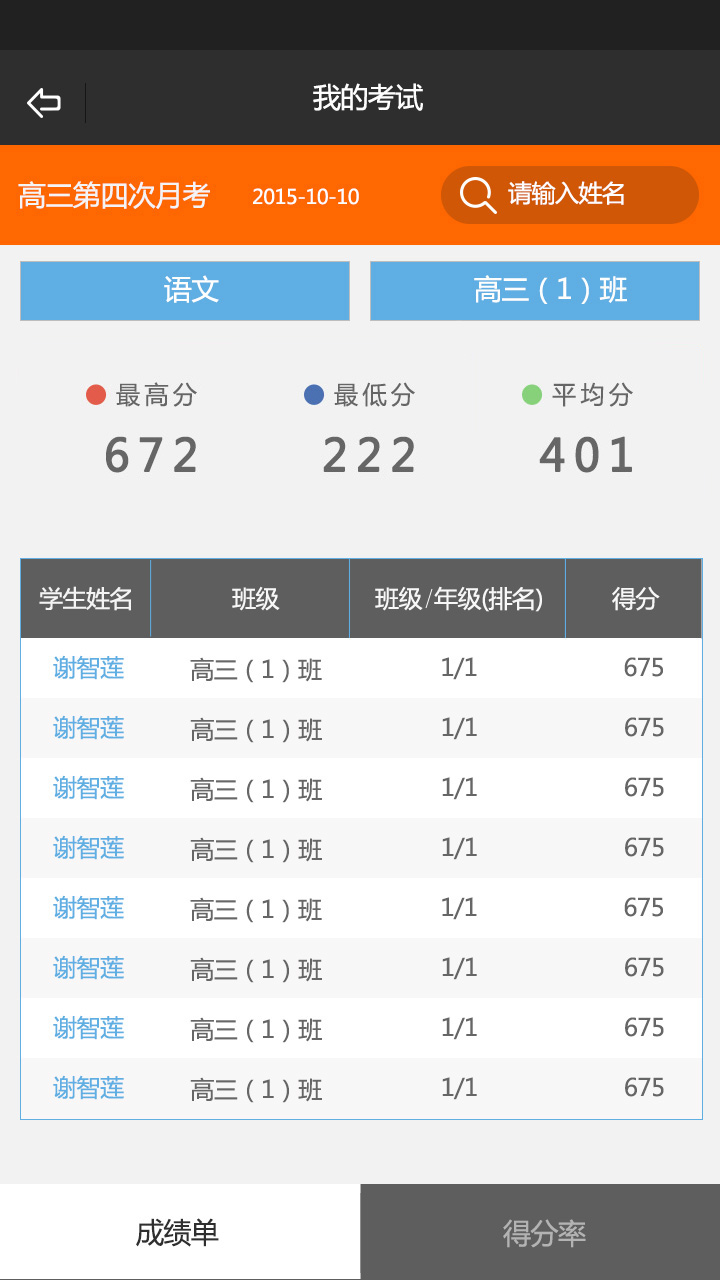 我的考试
高三第四次月考 2015-10-10 请输入姓名
语文 高三（1）班
最高分 最低分 平均分
672 222 401
学生姓名 班级 班级/年级(排名) 得分
谢智莲 高三（1）班 1/1 675
谢智莲 高三（1）班 1/1 675
谢智莲 高三（1）班 1/1 675
谢智莲 高三（1）班 1/1 675
谢智莲 高三（1）班 1/1 675
谢智莲 高三（1）班 1/1 675
谢智莲 高三（1）班 1/1 675
谢智莲 高三（1）班 1/1 675
成绩单 得分率